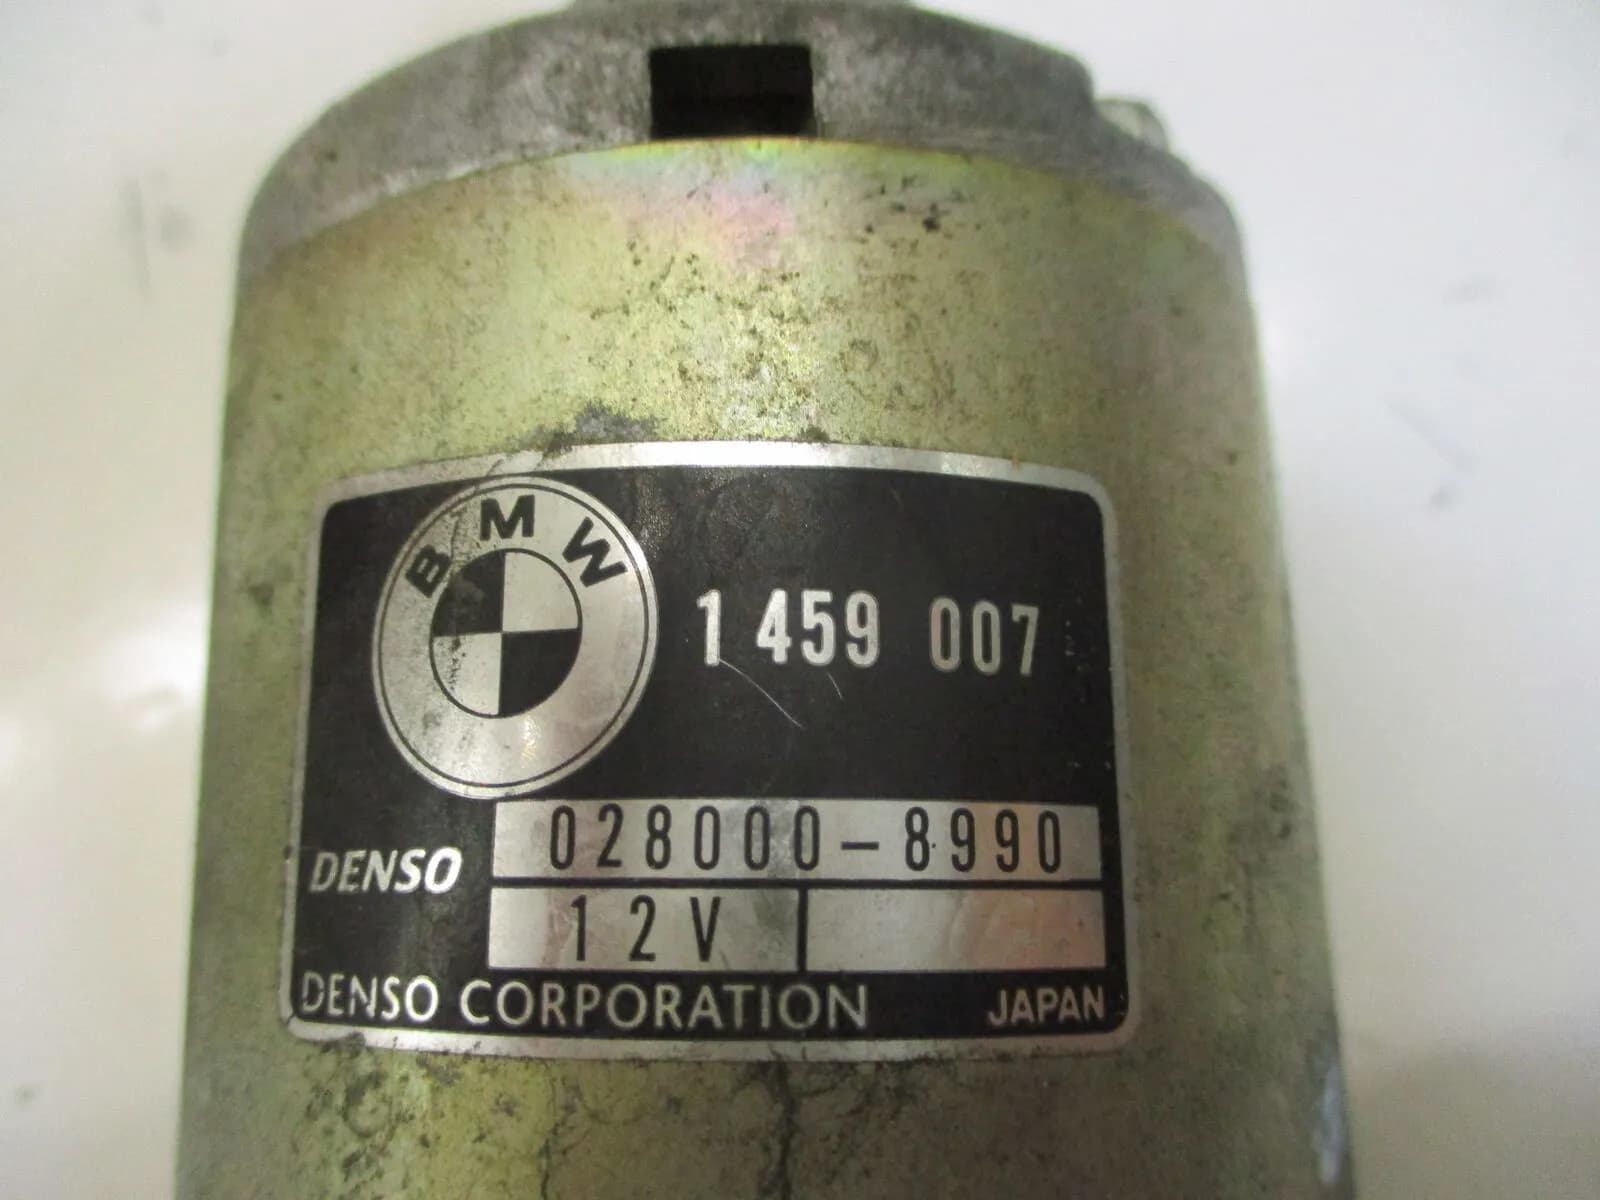 BMW
1 459 007
028000-8990
DENSO
12V
DENSO CORPORATION JAPAN